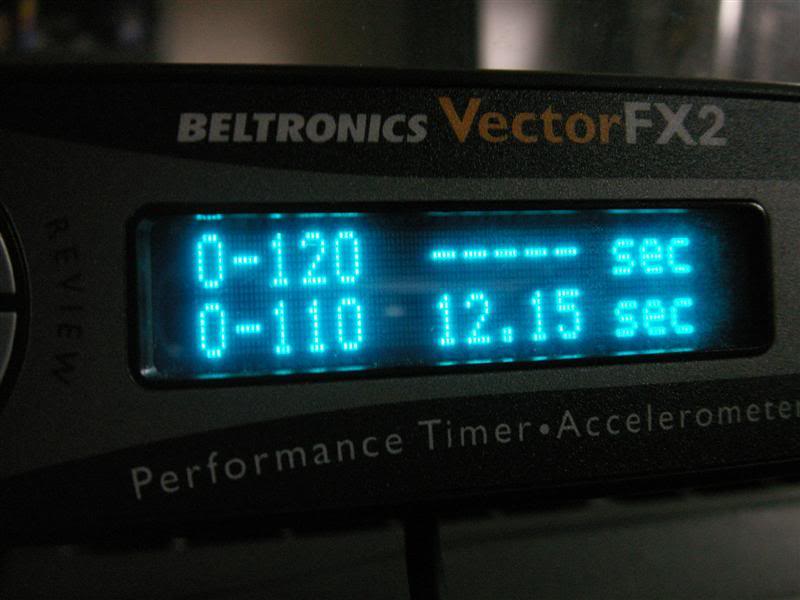 BELTRONICS VectorFX2
REVIEW
0-120 ----- sec
0-110 12.15 sec
Performance Timer•Accelerometer